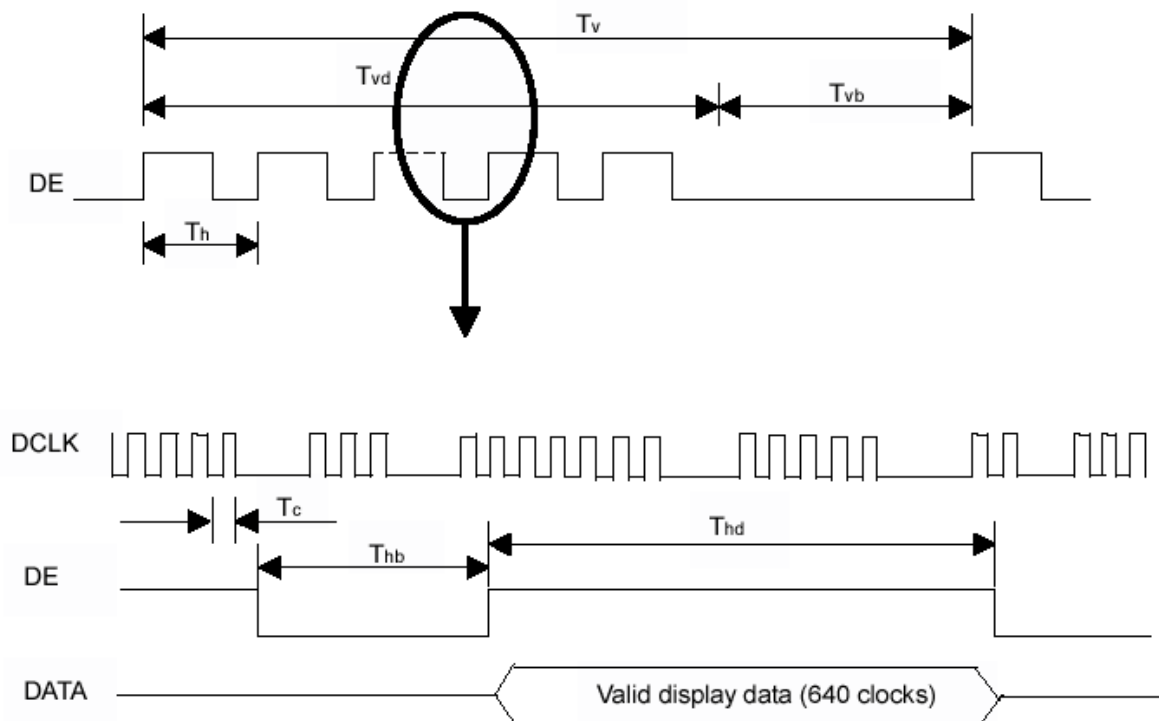 Tv
Tvd
Tvb
DE
Th
DCLK
Tc
Thb
Thd
DE
DATA
Valid display data (640 clocks)